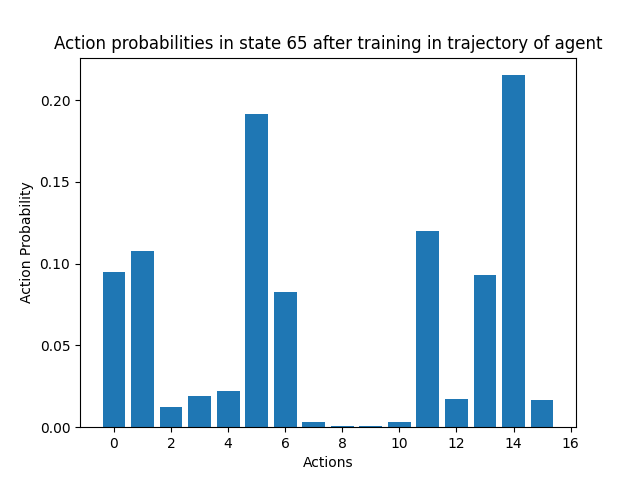 Action probabilities in state 65 after training in trajectory of agent
0.20
0.15
0.10
0.05
0.00
Action Probability
0 2 4 6 8 10 12 14 16
Actions